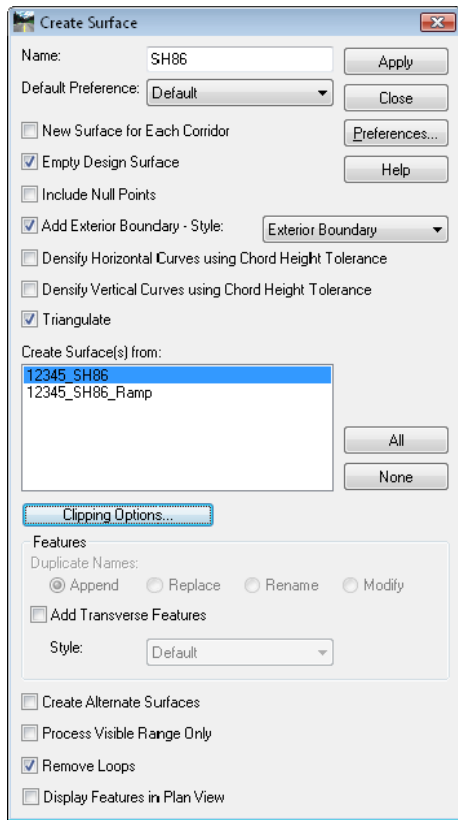 Create Surface
Name: SH86
Apply
Default Preference: Default
Close
New Surface for Each Corridor
Preferences...
Empty Design Surface
Help
Include Null Points
Add Exterior Boundary - Style: Exterior Boundary
Densify Horizontal Curves using Chord Height Tolerance
Densify Vertical Curves using Chord Height Tolerance
Triangulate
Create Surface(s) from:
12345_SH86
12345_SH86_Ramp
All
None
Clipping Options...
Features
Duplicate Names:
Append Replace Rename Modify
Add Transverse Features
Style: Default
Create Alternate Surfaces
Process Visible Range Only
Remove Loops
Display Features in Plan View